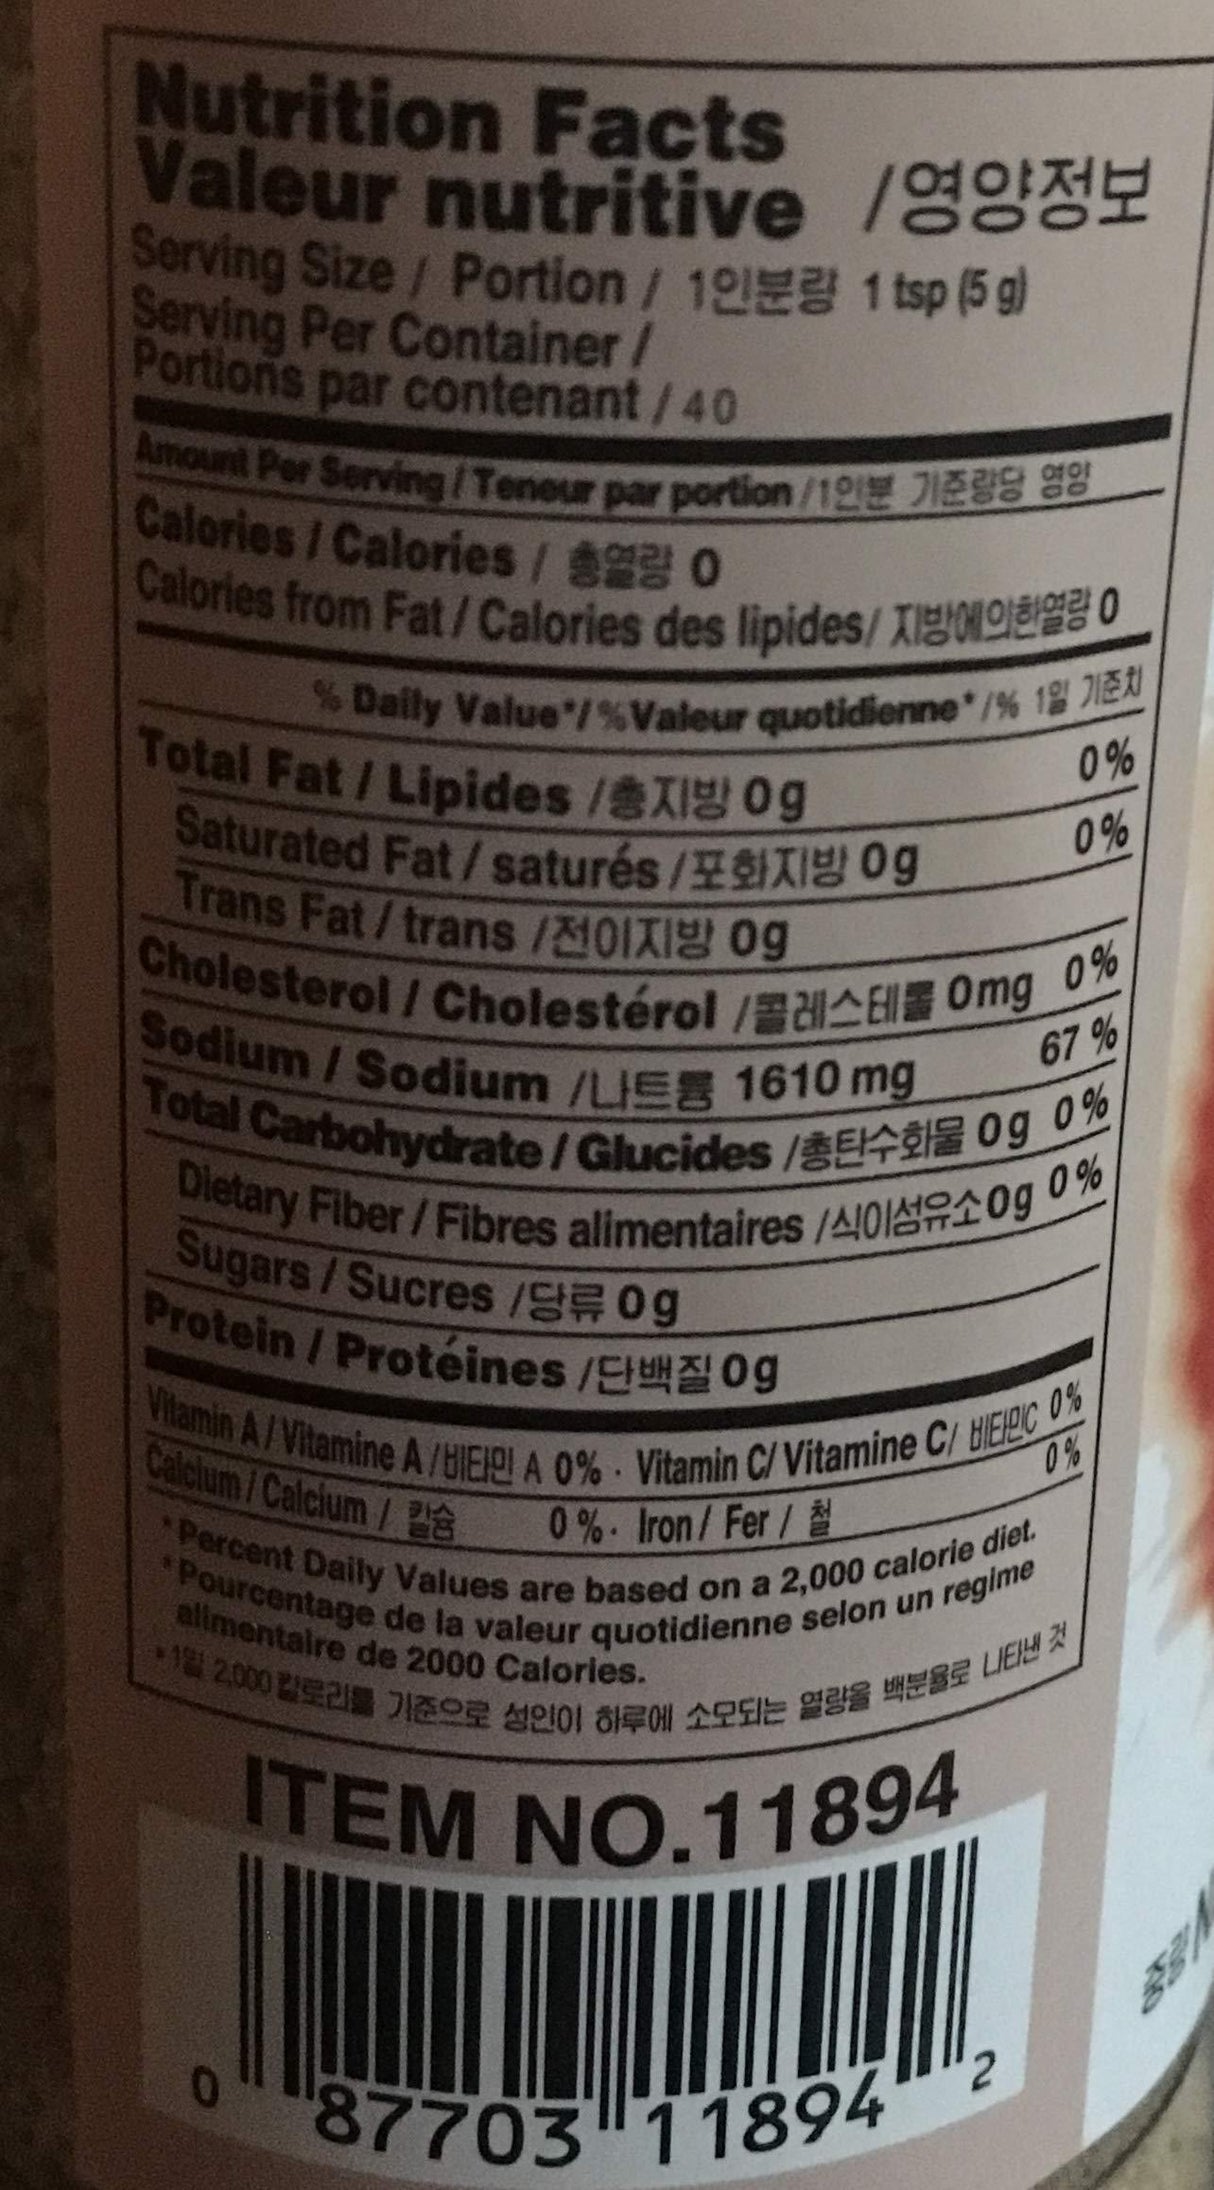 Nutrition Facts
Valeur nutritive /영양정보
Serving Size / Portion / 1인분량 1 tsp (5 g)
Serving Per Container /
Portions par contenant / 40
Amount Per Serving / Teneur par portion /1인분 기준량당 영양
Calories / Calories / 총열량 0
Calories from Fat / Calories des lipides/ 지방에의한열량 0
% Daily Value*/ % Valeur quotidienne* /% 1일 기준치
Total Fat / Lipides /총지방 0g 0%
Saturated Fat / saturés /포화지방 0g 0%
Trans Fat / trans /전이지방 0g
Cholesterol / Cholestérol /콜레스테롤 0mg 0%
Sodium / Sodium /나트륨 1610 mg 67 %
Total Carbohydrate / Glucides /총탄수화물 0g 0%
Dietary Fiber / Fibres alimentaires /식이섬유소 0g 0%
Sugars / Sucres /당류 0g
Protein / Protéines /단백질 0g
Vitamin A / Vitamine A /비타민 A 0% · Vitamin C/ Vitamine C/ 비타민C 0%
Calcium / Calcium / 칼슘 0%· Iron / Fer / 철 0%
*Percent Daily Values are based on a 2,000 calorie diet.
*Pourcentage de la valeur quotidienne selon un regime
alimentaire de 2000 Calories.
*1일 2,000 칼로리를 기준으로 성인이 하루에 소모되는 열량을 백분율로 나타낸 것
ITEM NO.11894
0 87703 11894 2